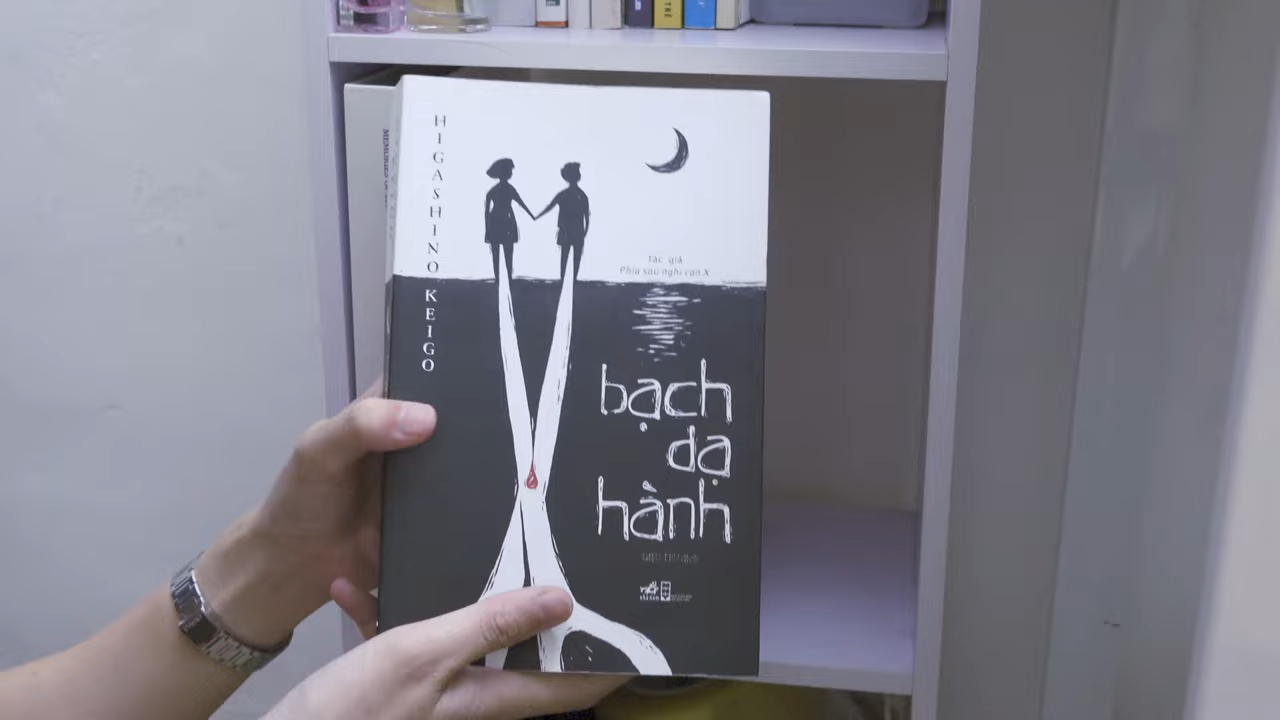 HIGASHINO KEIGO
Tác giả
Phía sau nghi can X
bạch
dạ
hành